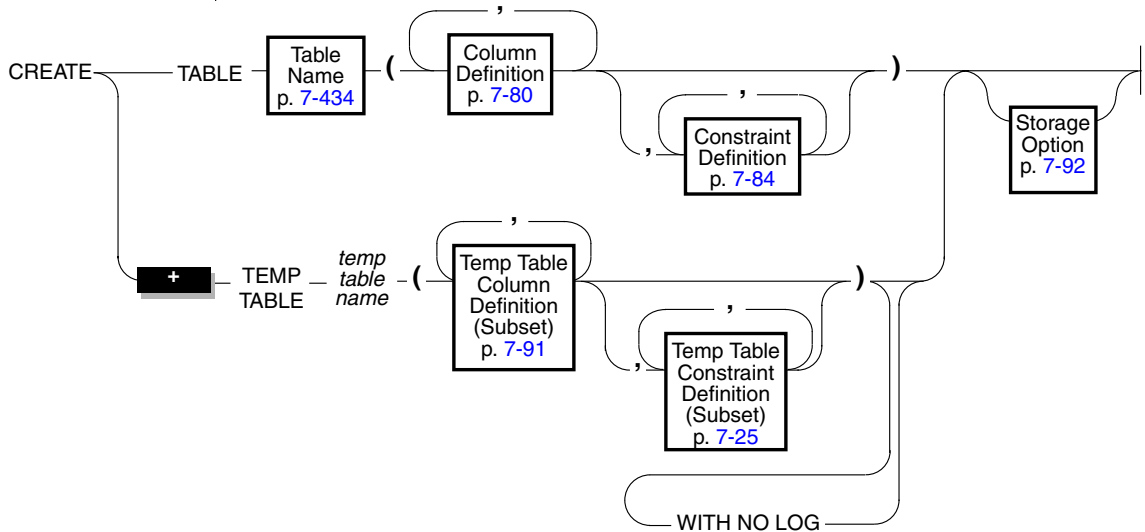 ,
CREATE
TABLE
Table
Name
p. 7-434
(
Column
Definition
p. 7-80
)
,
,
Constraint
Definition
p. 7-84
Storage
Option
p. 7-92
,
+
TEMP
TABLE
temp
table
name
(
Temp Table
Column
Definition
(Subset)
p. 7-91
)
,
,
Temp Table
Constraint
Definition
(Subset)
p. 7-25
WITH NO LOG